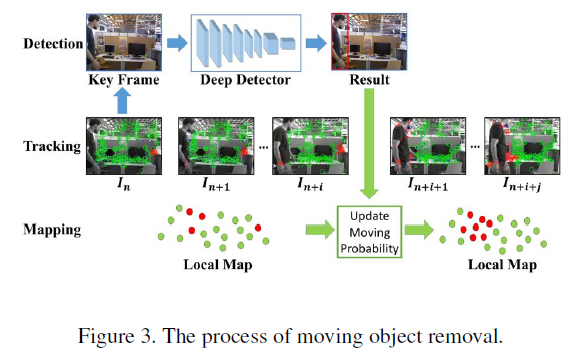 Detection
Key Frame
Deep Detector
Result
Tracking
...
...
I_n
I_{n+1}
I_{n+i}
I_{n+i+1}
I_{n+i+j}
Mapping
Update
Moving
Probability
Local Map
Local Map
Figure 3. The process of moving object removal.